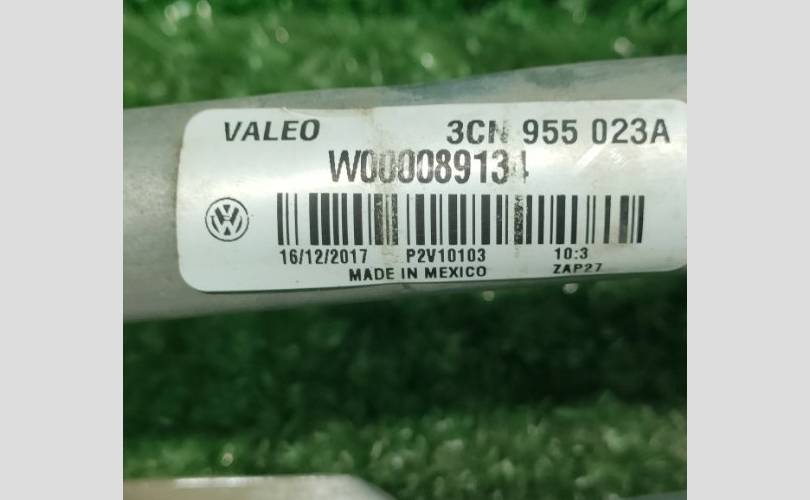 VALEO 3CN 955 023A
W000089134
16/12/2017 P2V10103 10:3
MADE IN MEXICO ZAP27